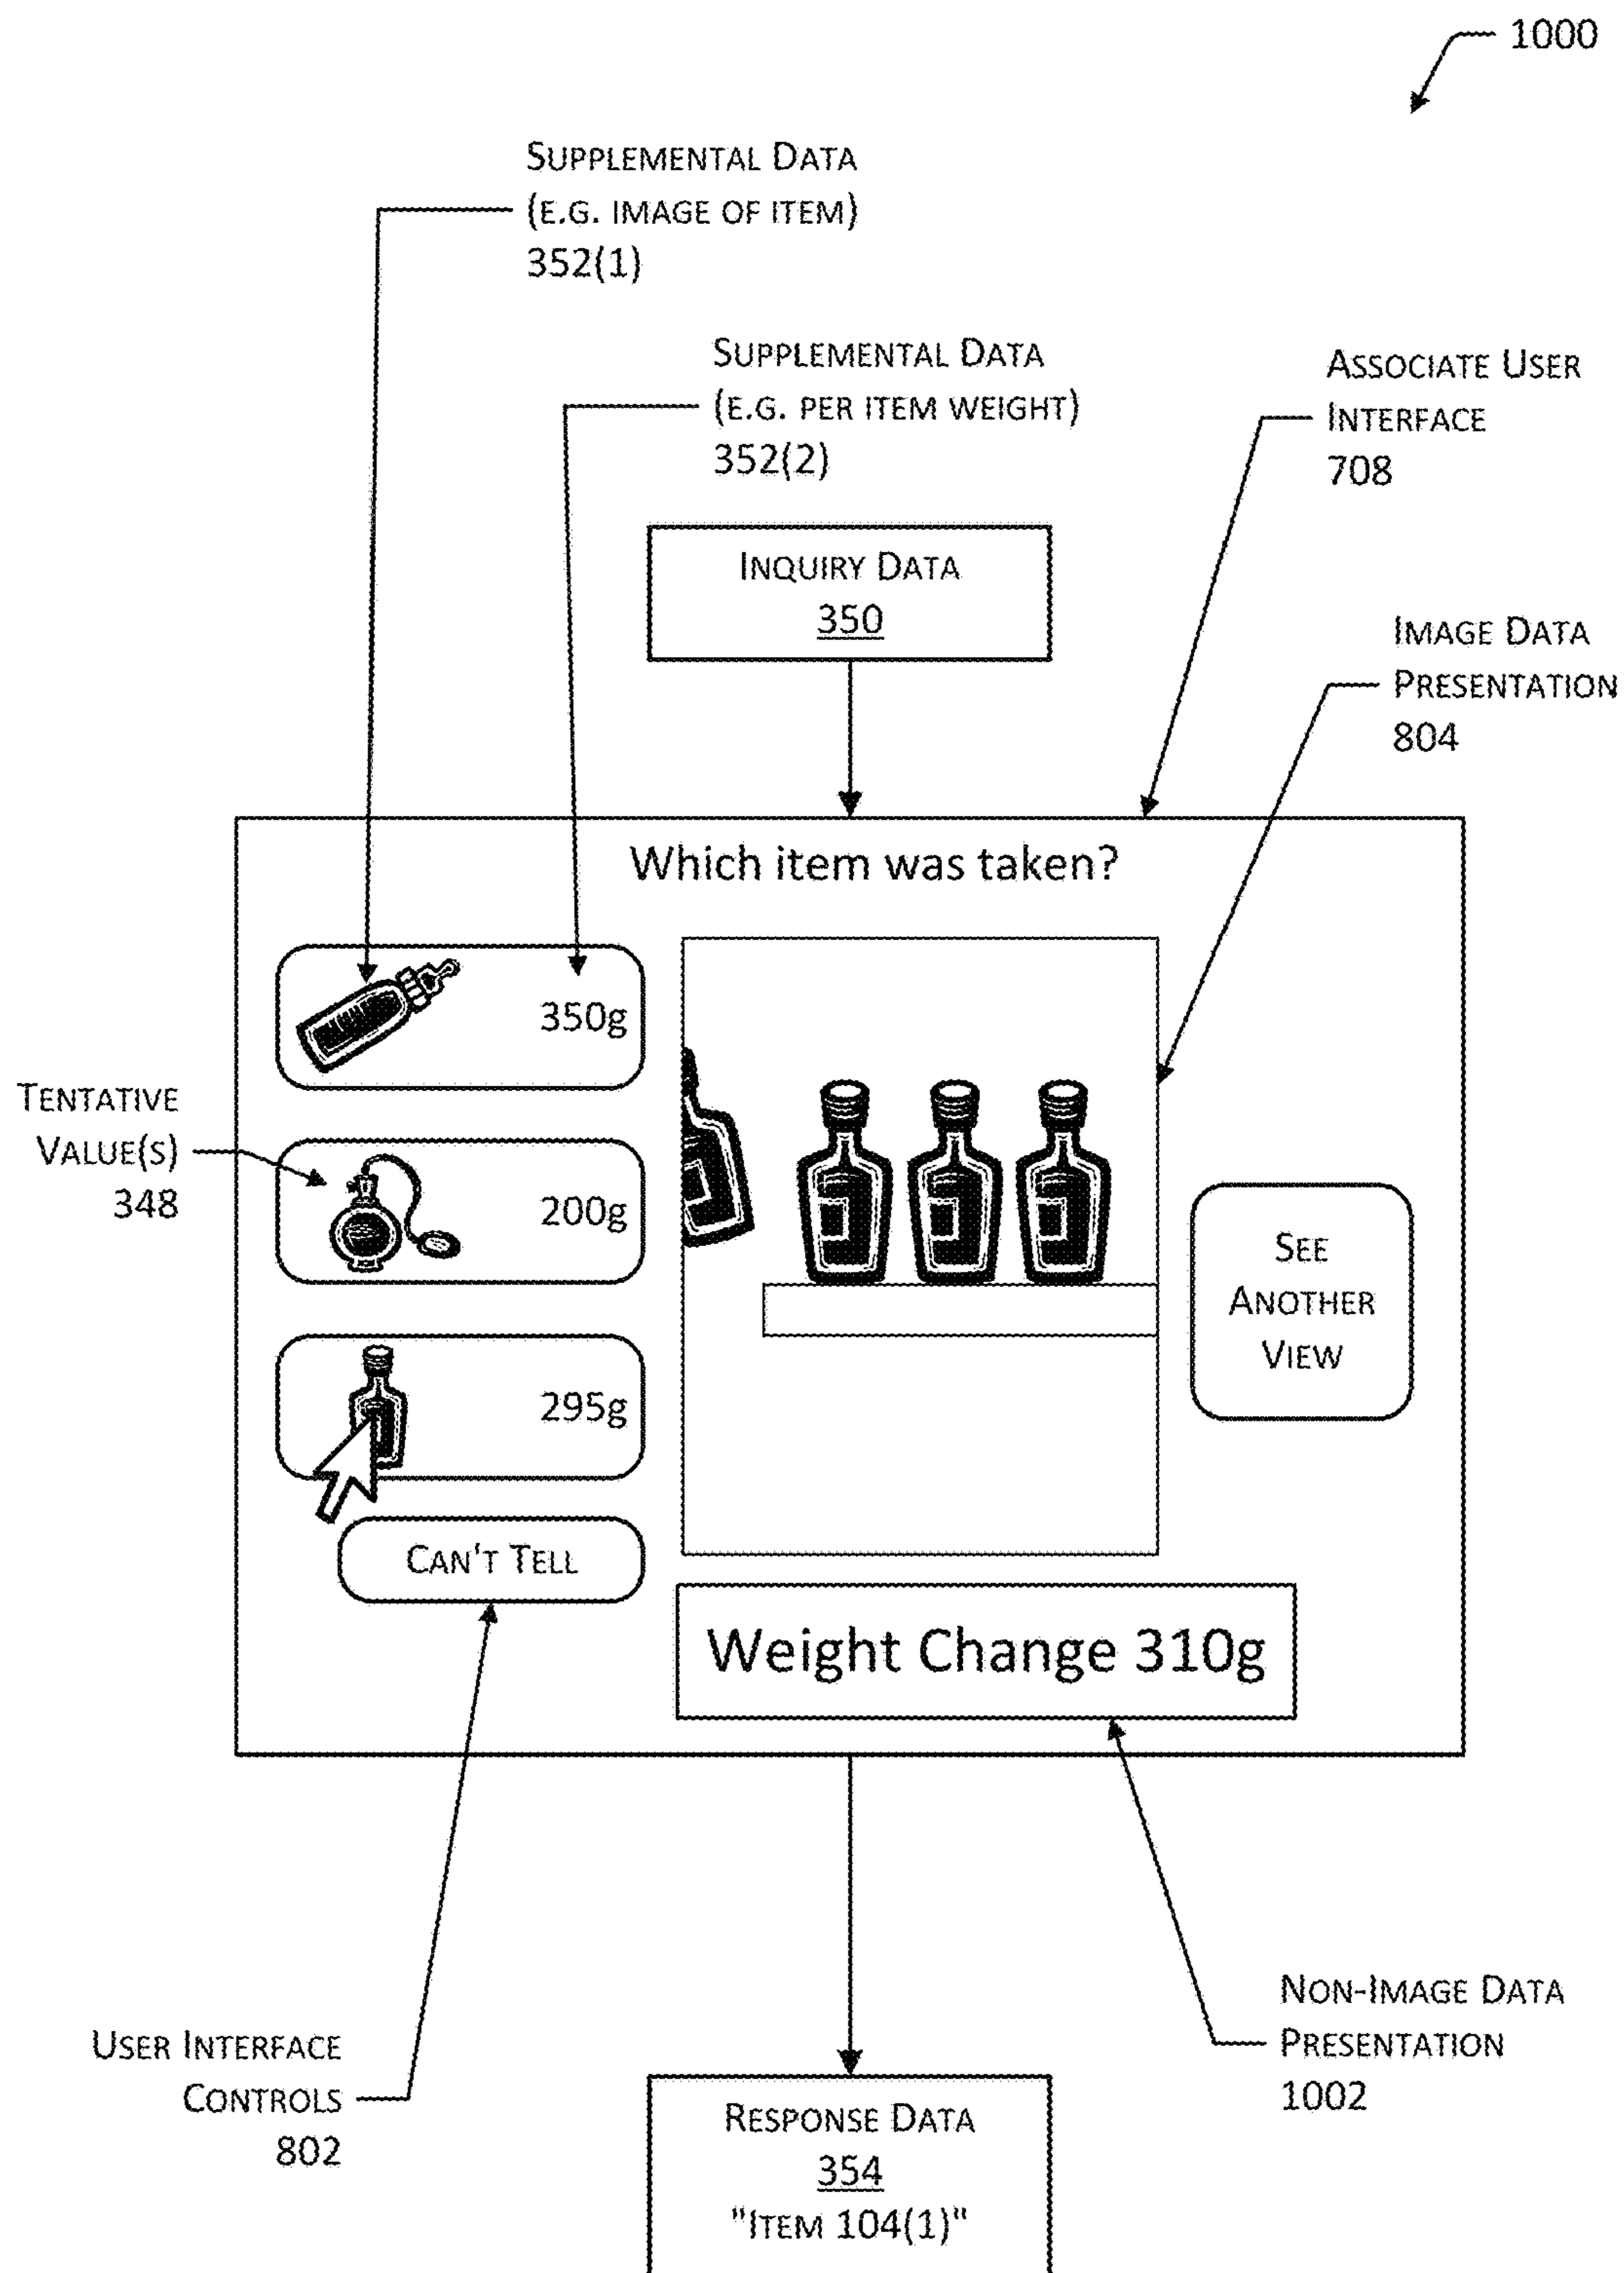 1000
SUPPLEMENTAL DATA
(E.G. IMAGE OF ITEM)
352(1)
SUPPLEMENTAL DATA
(E.G. PER ITEM WEIGHT)
352(2)
ASSOCIATE USER
INTERFACE
708
INQUIRY DATA
350
IMAGE DATA
PRESENTATION
804
Which item was taken?
350g
TENTATIVE
VALUE(S)
348
200g
SEE
ANOTHER
VIEW
295g
CAN'T TELL
Weight Change 310g
USER INTERFACE
CONTROLS
802
NON-IMAGE DATA
PRESENTATION
1002
RESPONSE DATA
354
"ITEM 104(1)"